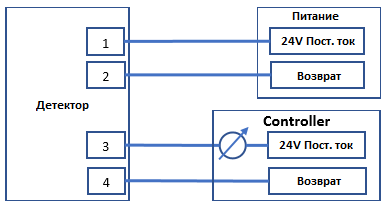 Питание
1
24V Пост. ток
2
Возврат
Детектор
Controller
3
24V Пост. ток
4
Возврат